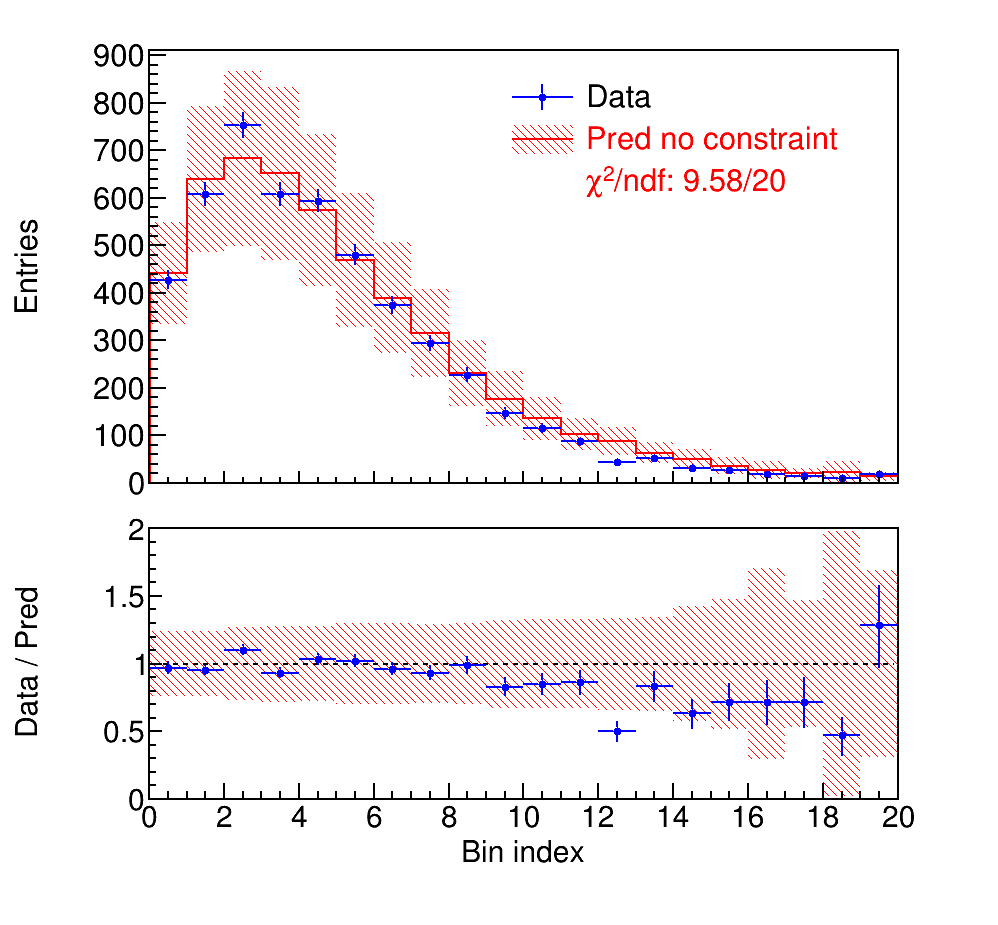 900
800
700
600
500
400
300
200
100
0
Entries
Data
Pred no constraint
χ²/ndf: 9.58/20
2
1.5
1
0.5
0
Data / Pred
0 2 4 6 8 10 12 14 16 18 20
Bin index